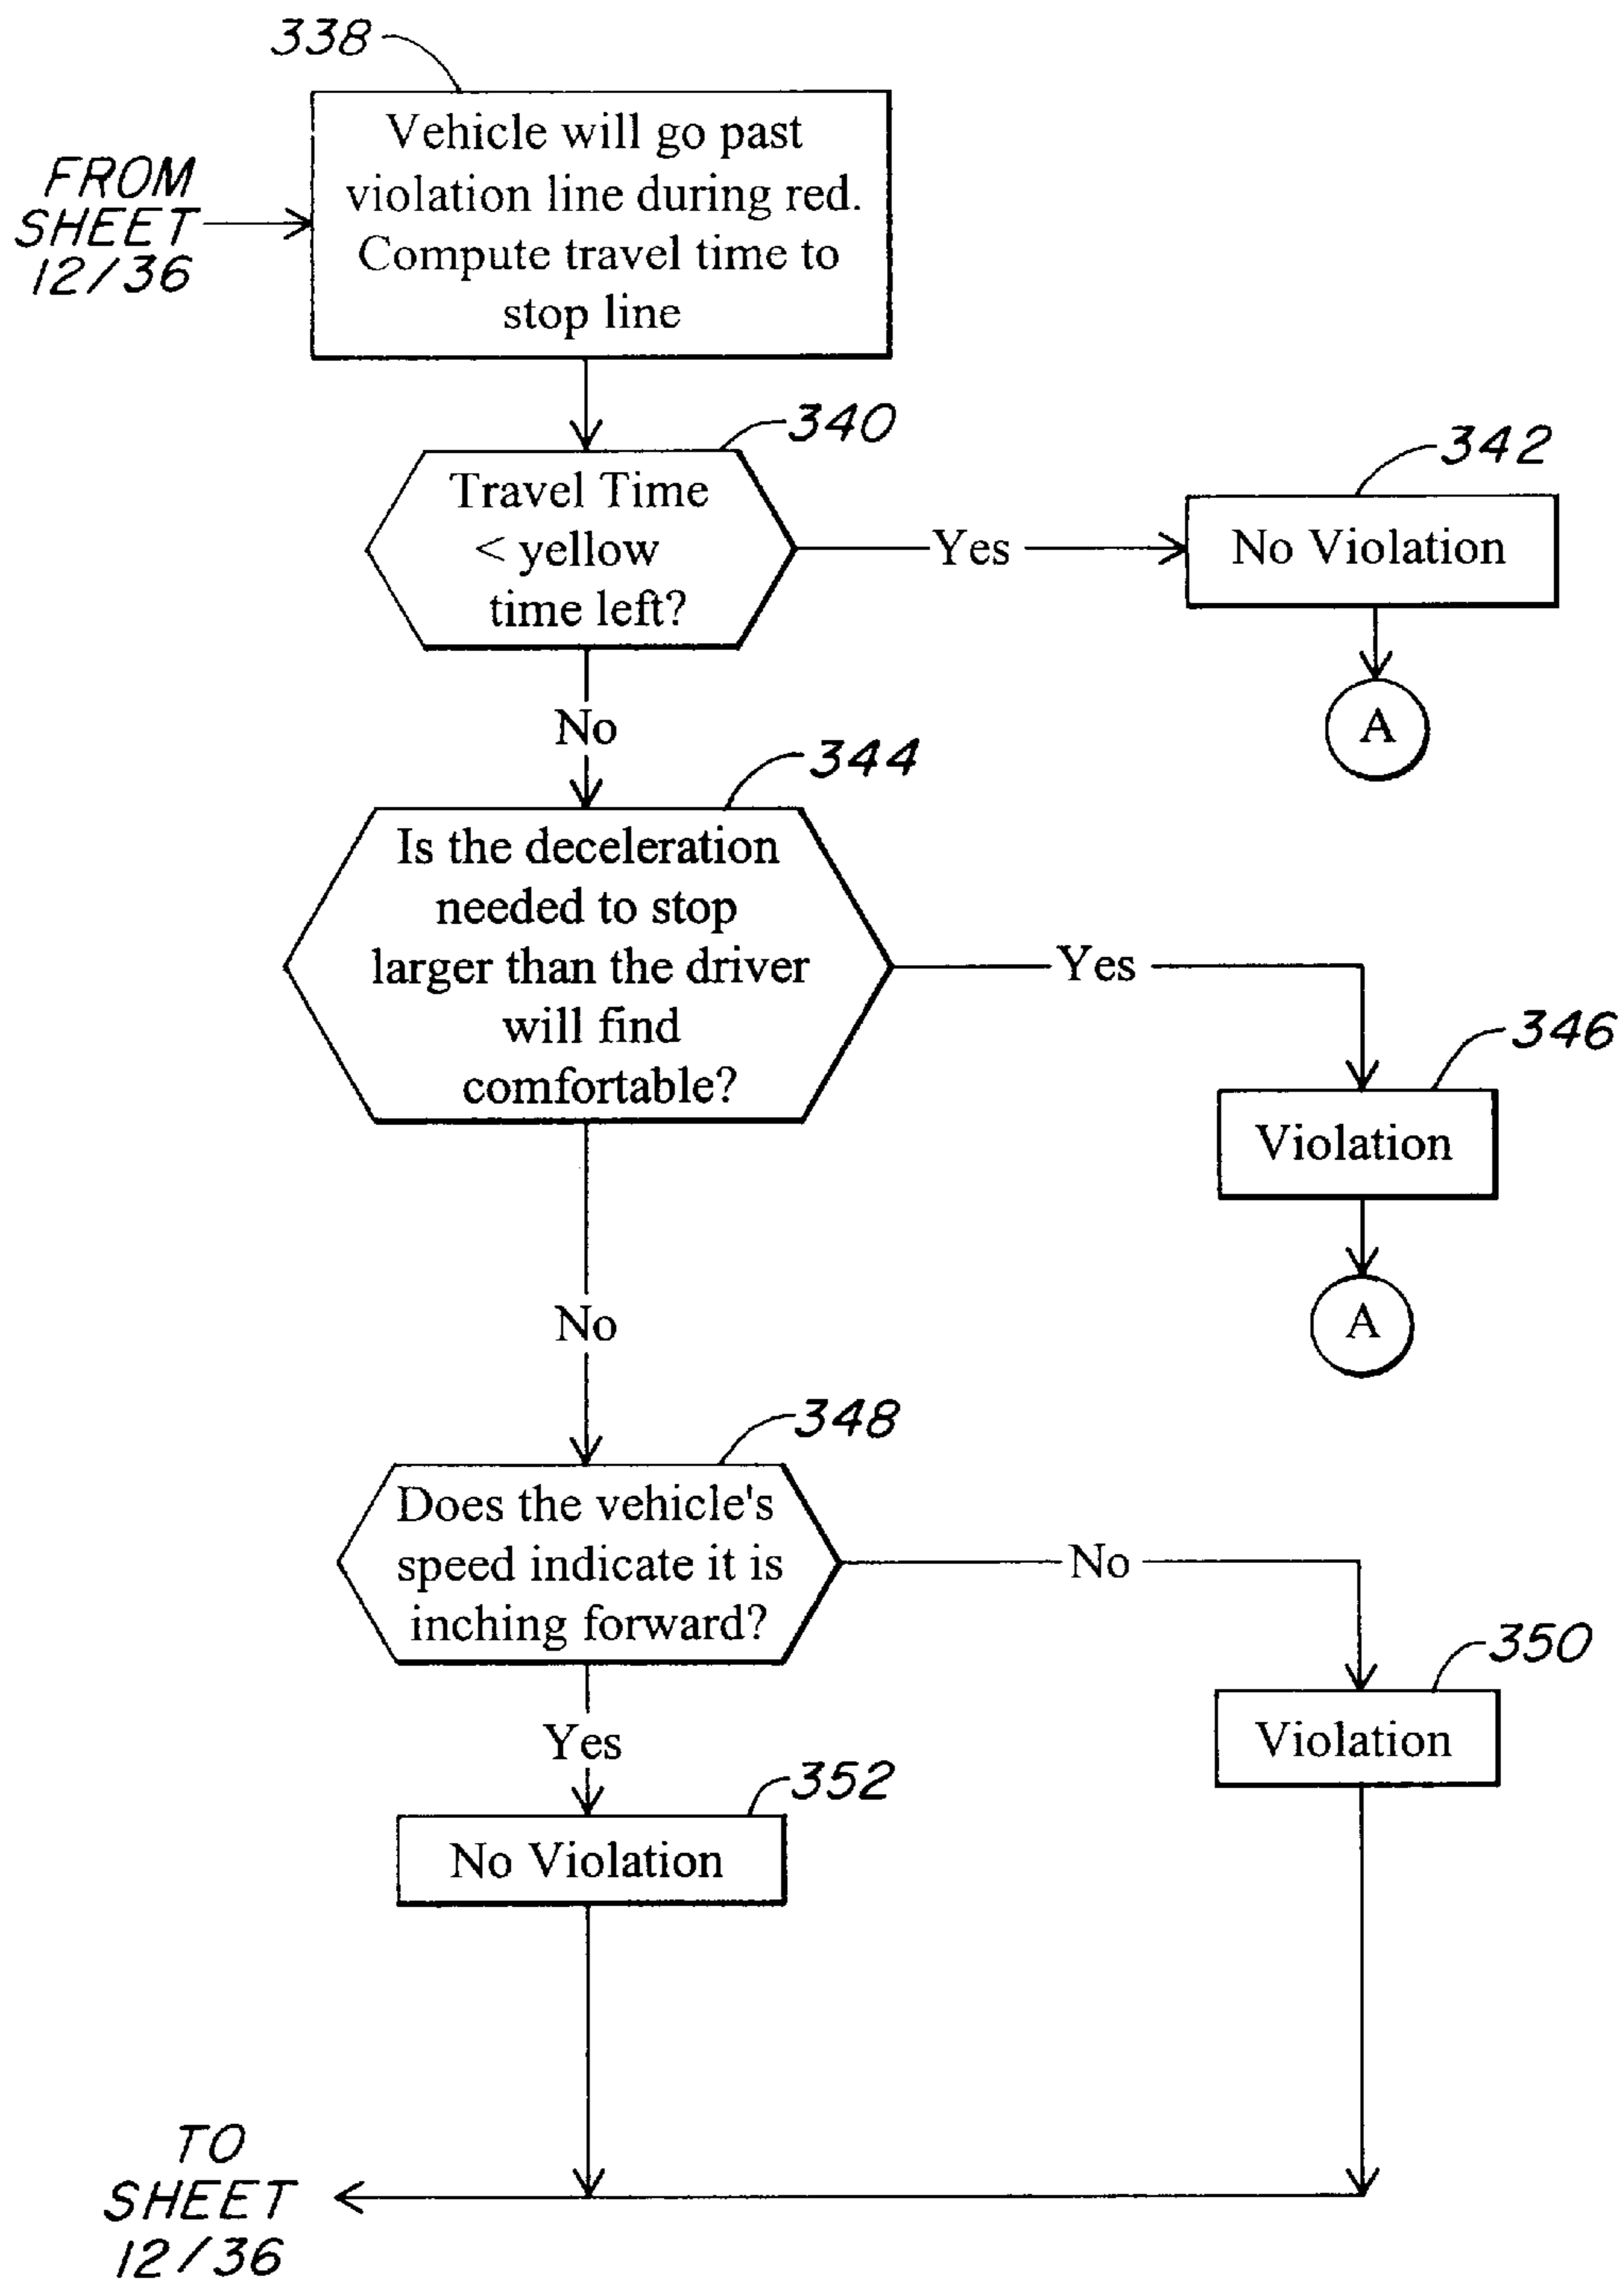 338
FROM
SHEET
12/36
Vehicle will go past
violation line during red.
Compute travel time to
stop line
340
Travel Time
< yellow
time left?
Yes
342
No Violation
A
No
344
Is the deceleration
needed to stop
larger than the driver
will find
comfortable?
Yes
346
Violation
A
No
348
Does the vehicle's
speed indicate it is
inching forward?
No
350
Violation
Yes
352
No Violation
TO
SHEET
12/36